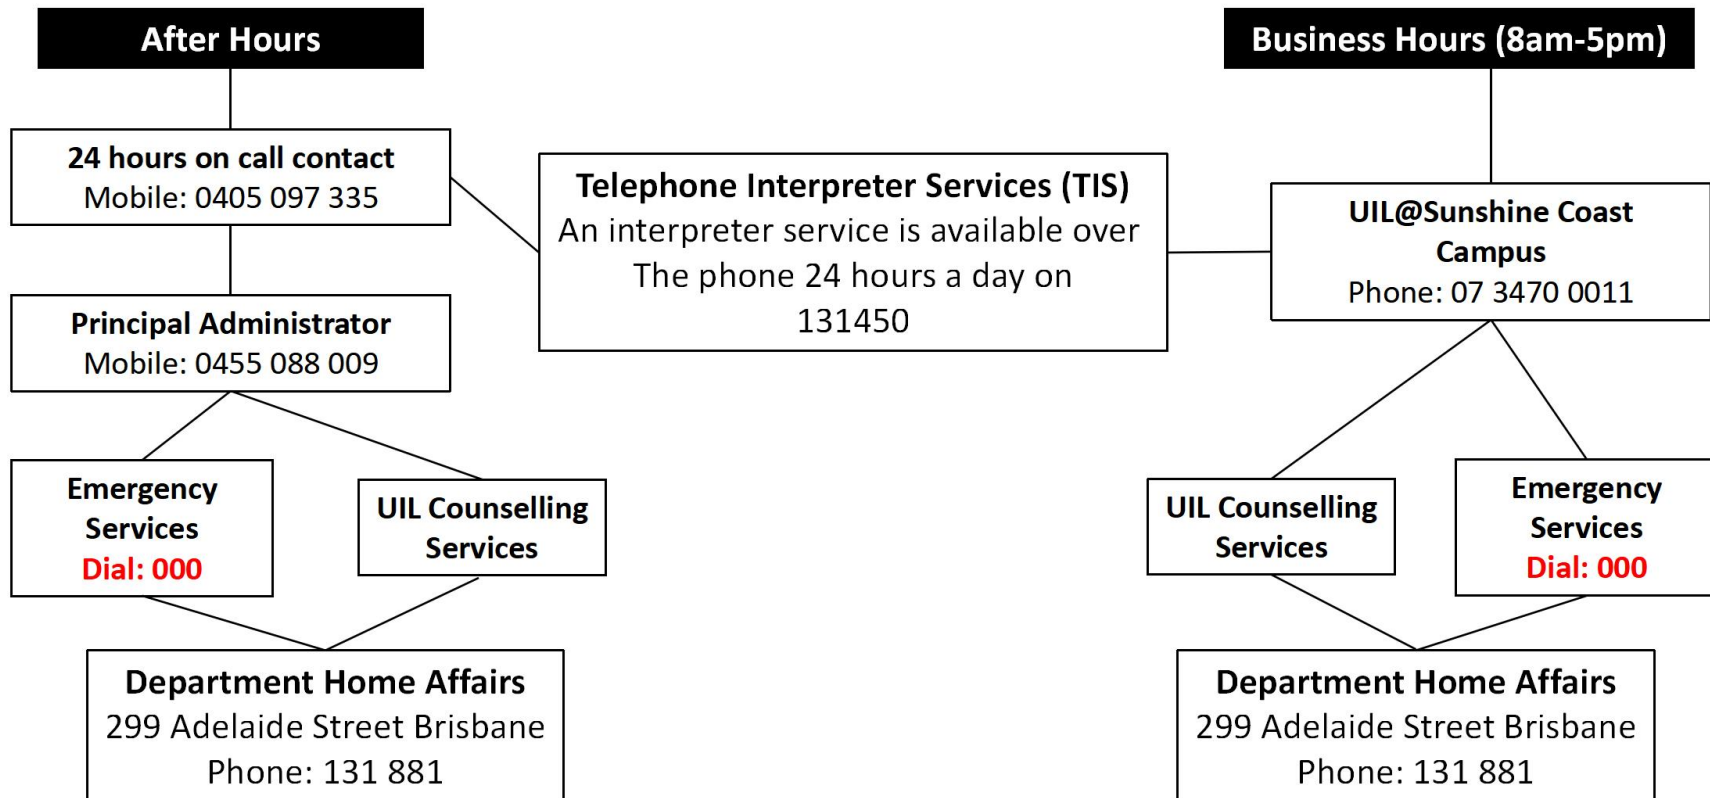 After Hours
Business Hours (8am-5pm)
24 hours on call contact
Mobile: 0405 097 335
Telephone Interpreter Services (TIS)
An interpreter service is available over
The phone 24 hours a day on
131450
UIL@Sunshine Coast
Campus
Phone: 07 3470 0011
Principal Administrator
Mobile: 0455 088 009
Emergency
Services
Dial: 000
UIL Counselling
Services
UIL Counselling
Services
Emergency
Services
Dial: 000
Department Home Affairs
299 Adelaide Street Brisbane
Phone: 131 881
Department Home Affairs
299 Adelaide Street Brisbane
Phone: 131 881